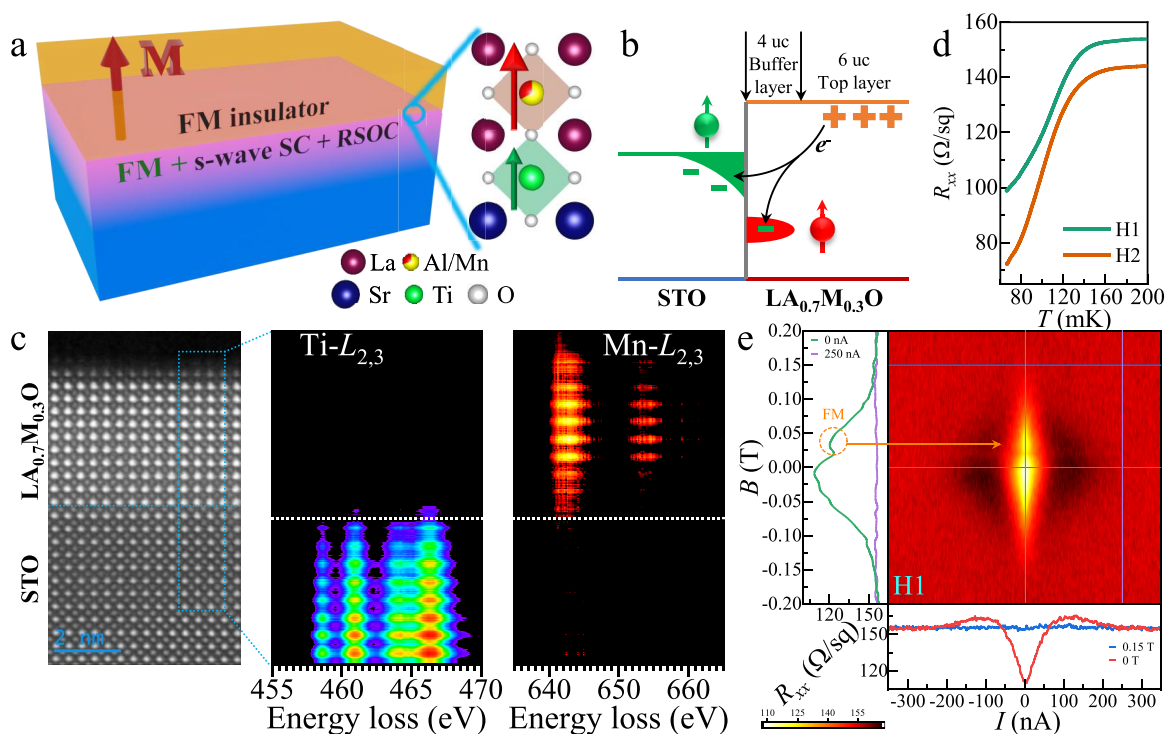 a
M
FM insulator
FM + s-wave SC + RSOC
La Al/Mn
Sr Ti O
b
4 uc
Buffer
layer
6 uc
Top layer
e-
STO LA0.7M0.3O
d
Rxx (Ω/sq)
160
140
120
100
80
H1
H2
80 120 160 200
T (mK)
c
LA0.7M0.3O
STO
2 nm
Ti-L2,3
455 460 465 470
Energy loss (eV)
Mn-L2,3
640 660
Energy loss (eV)
e
0 nA
250 nA
FM
B (T)
0.20
0.15
0.10
0.05
0.00
-0.05
-0.10
-0.15
-0.20
120 150
H1
150
120
0.15 T
0 T
-300 -200 -100 0 100 200 300
I (nA)
Rxx (Ω/sq)
110 125 140 155